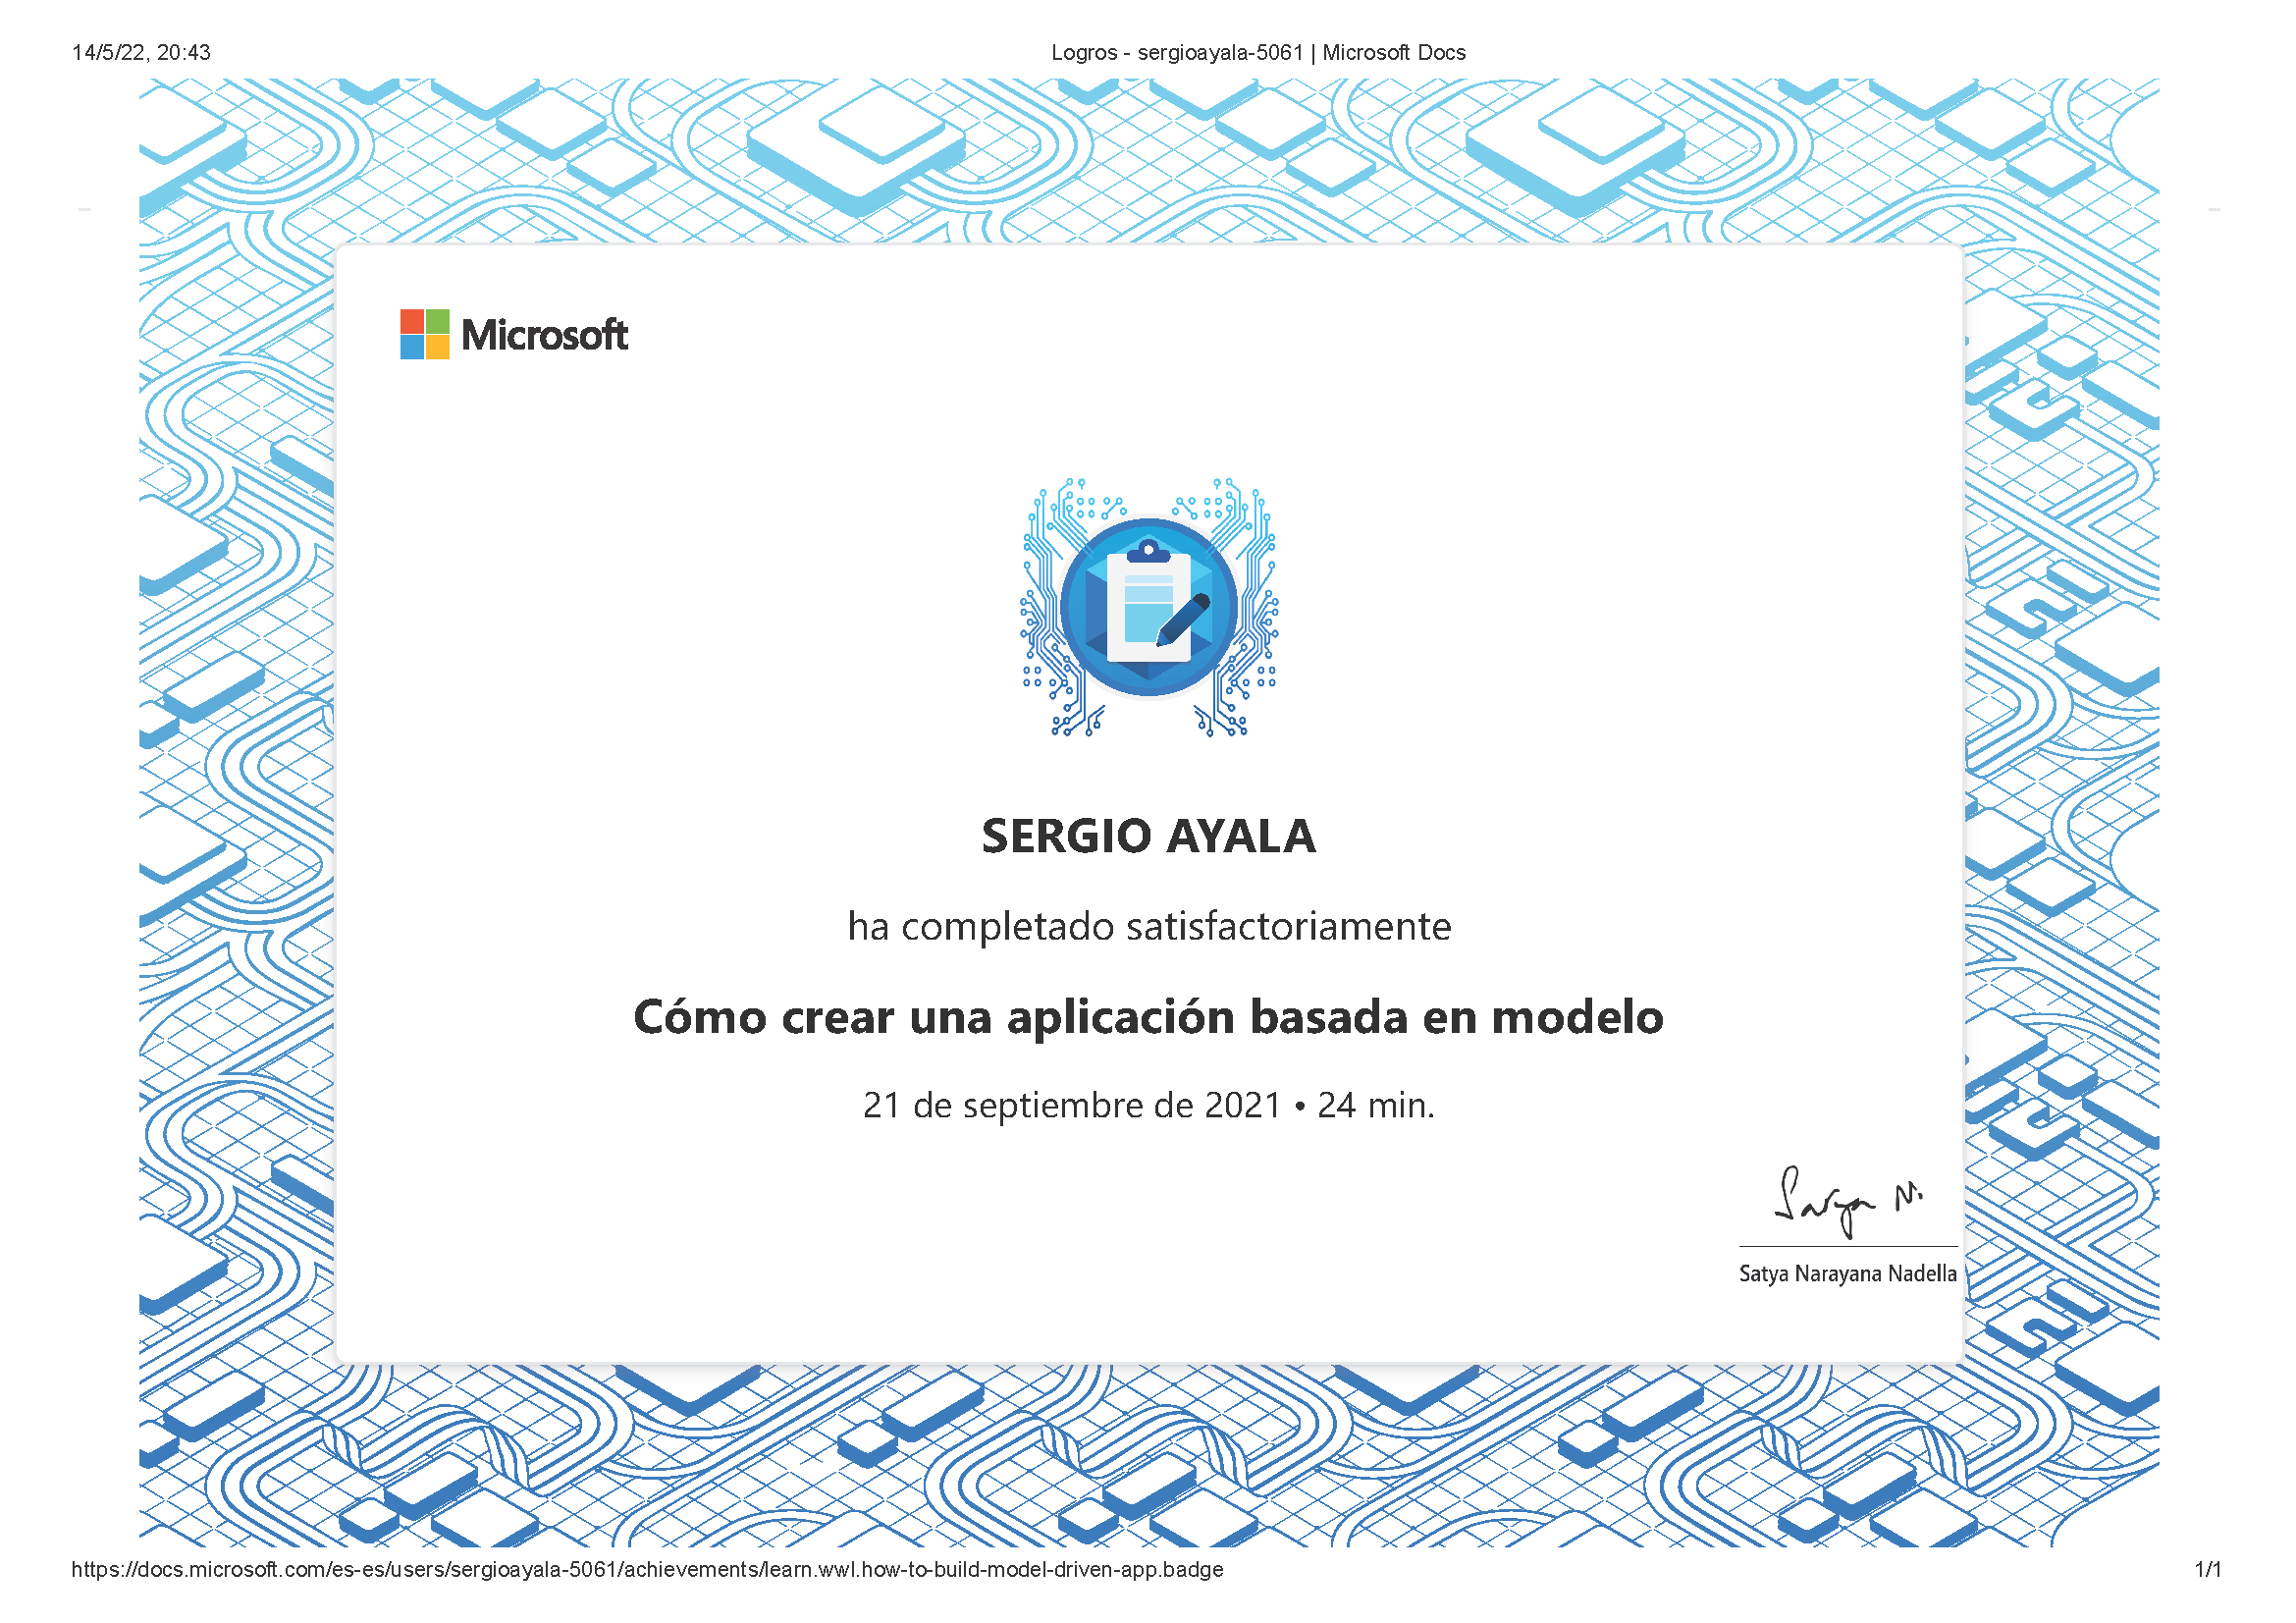 14/5/22, 20:43
Logros - sergioayala-5061 | Microsoft Docs
Microsoft
SERGIO AYALA
ha completado satisfactoriamente
Cómo crear una aplicación basada en modelo
21 de septiembre de 2021 • 24 min.
Satya N.
Satya Narayana Nadella
https://docs.microsoft.com/es-es/users/sergioayala-5061/achievements/learn.wwl.how-to-build-model-driven-app.badge
1/1